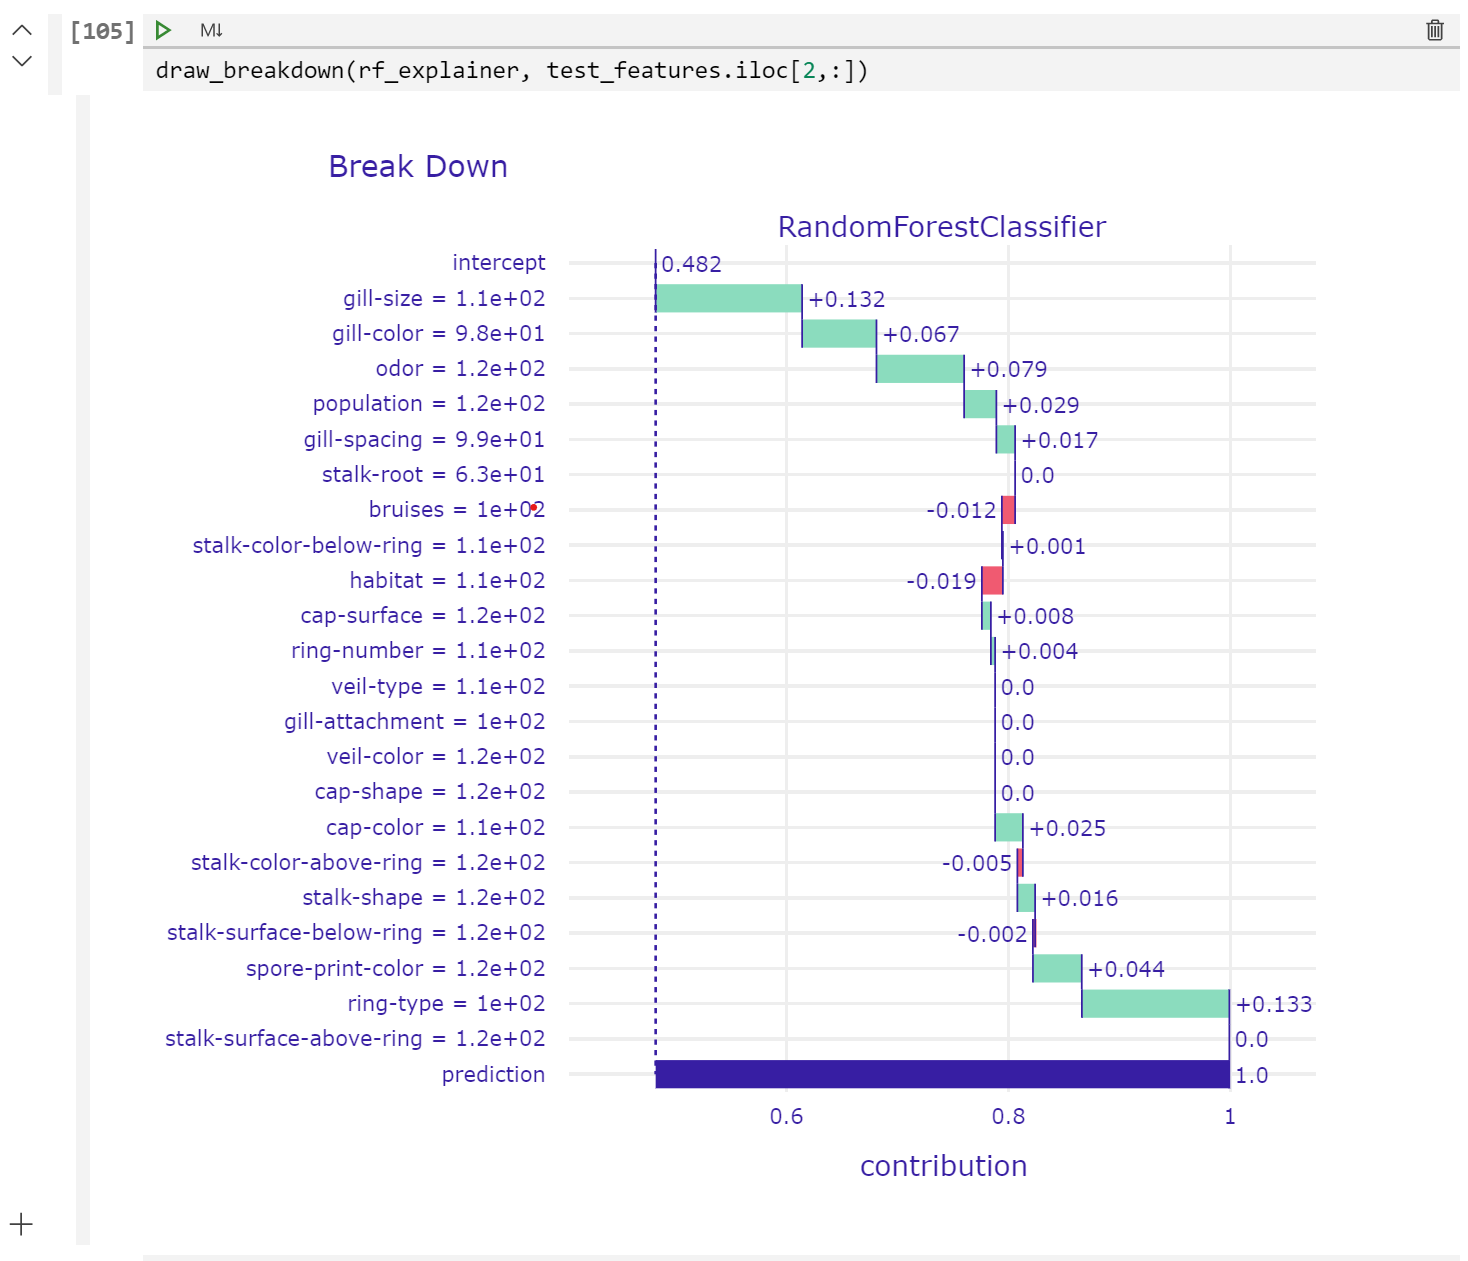 [105] M↓
draw_breakdown(rf_explainer, test_features.iloc[2,:])
Break Down
RandomForestClassifier
intercept 0.482
gill-size = 1.1e+02 +0.132
gill-color = 9.8e+01 +0.067
odor = 1.2e+02 +0.079
population = 1.2e+02 +0.029
gill-spacing = 9.9e+01 +0.017
stalk-root = 6.3e+01 0.0
bruises = 1e+02 -0.012
stalk-color-below-ring = 1.1e+02 +0.001
habitat = 1.1e+02 -0.019
cap-surface = 1.2e+02 +0.008
ring-number = 1.1e+02 +0.004
veil-type = 1.1e+02 0.0
gill-attachment = 1e+02 0.0
veil-color = 1.2e+02 0.0
cap-shape = 1.2e+02 0.0
cap-color = 1.1e+02 +0.025
stalk-color-above-ring = 1.2e+02 -0.005
stalk-shape = 1.2e+02 +0.016
stalk-surface-below-ring = 1.2e+02 -0.002
spore-print-color = 1.2e+02 +0.044
ring-type = 1e+02 +0.133
stalk-surface-above-ring = 1.2e+02 0.0
prediction 1.0
0.6 0.8 1
contribution